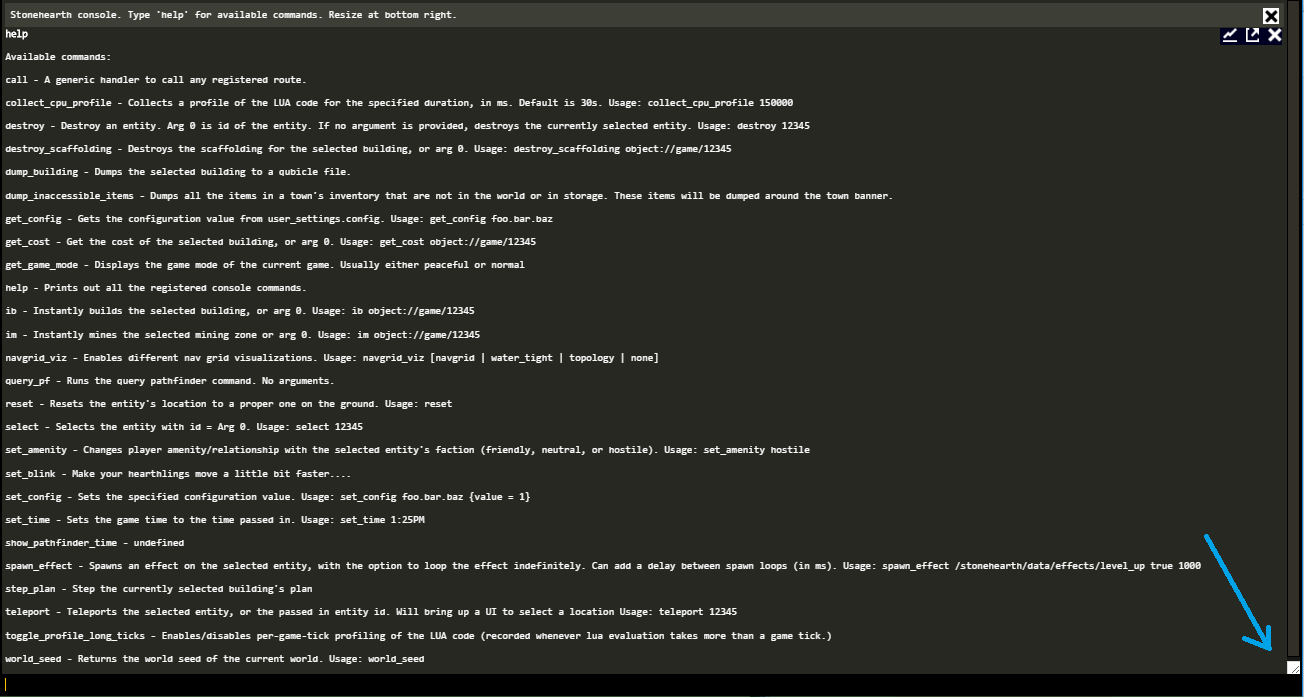 Stonehearth console. Type 'help' for available commands. Resize at bottom right.
help
Available commands:
call - A generic handler to call any registered route.
collect_cpu_profile - Collects a profile of the LUA code for the specified duration, in ms. Default is 30s. Usage: collect_cpu_profile 150000
destroy - Destroy an entity. Arg 0 is id of the entity. If no argument is provided, destroys the currently selected entity. Usage: destroy 12345
destroy_scaffolding - Destroys the scaffolding for the selected building, or arg 0. Usage: destroy_scaffolding object://game/12345
dump_building - Dumps the selected building to a qubicle file.
dump_inaccessible_items - Dumps all the items in a town's inventory that are not in the world or in storage. These items will be dumped around the town banner.
get_config - Gets the configuration value from user_settings.config. Usage: get_config foo.bar.baz
get_cost - Get the cost of the selected building, or arg 0. Usage: get_cost object://game/12345
get_game_mode - Displays the game mode of the current game. Usually either peaceful or normal
help - Prints out all the registered console commands.
ib - Instantly builds the selected building, or arg 0. Usage: ib object://game/12345
im - Instantly mines the selected mining zone or arg 0. Usage: im object://game/12345
navgrid_viz - Enables different nav grid visualizations. Usage: navgrid_viz [navgrid | water_tight | topology | none]
query_pf - Runs the query pathfinder command. No arguments.
reset - Resets the entity's location to a proper one on the ground. Usage: reset
select - Selects the entity with id = Arg 0. Usage: select 12345
set_amenity - Changes player amenity/relationship with the selected entity's faction (friendly, neutral, or hostile). Usage: set_amenity hostile
set_blink - Make your hearthlings move a little bit faster....
set_config - Sets the specified configuration value. Usage: set_config foo.bar.baz {value = 1}
set_time - Sets the game time to the time passed in. Usage: set_time 1:25PM
show_pathfinder_time - undefined
spawn_effect - Spawns an effect on the selected entity, with the option to loop the effect indefinitely. Can add a delay between spawn loops (in ms). Usage: spawn_effect /stonehearth/data/effects/level_up true 1000
step_plan - Step the currently selected building's plan
teleport - Teleports the selected entity, or the passed in entity id. Will bring up a UI to select a location Usage: teleport 12345
toggle_profile_long_ticks - Enables/disables per-game-tick profiling of the LUA code (recorded whenever lua evaluation takes more than a game tick.)
world_seed - Returns the world seed of the current world. Usage: world_seed